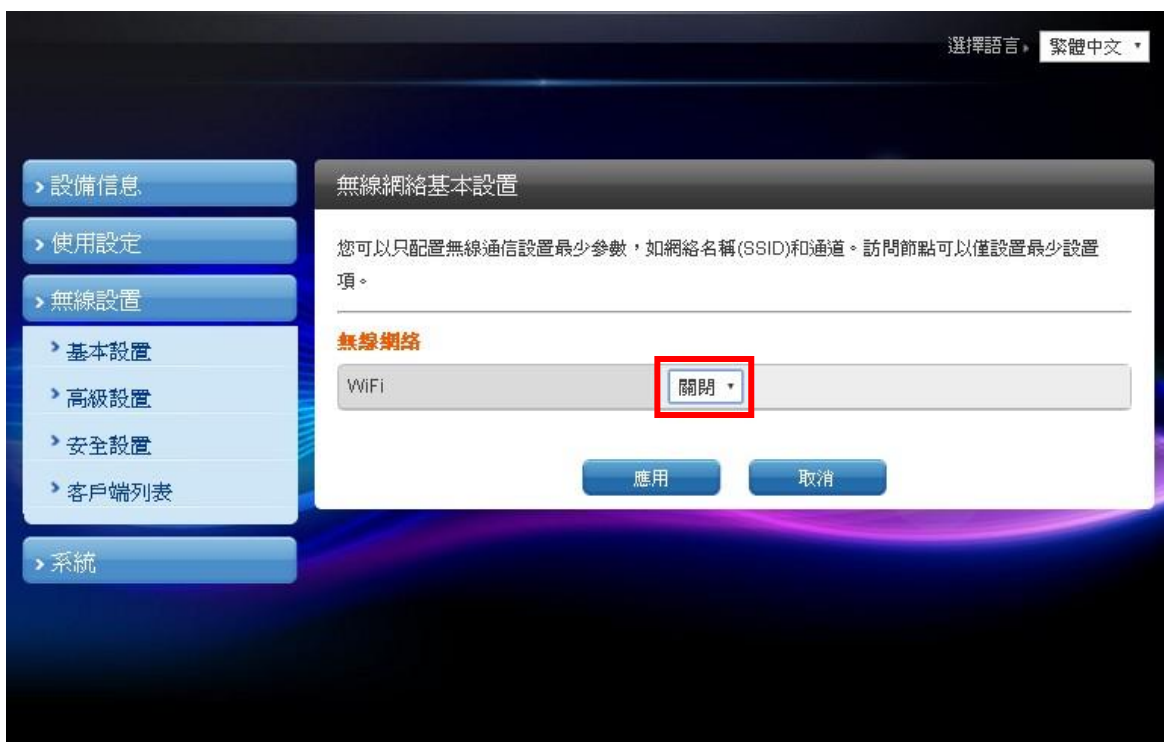 選擇語言
繁體中文
設備信息
使用設定
無線設置
基本設置
高級設置
安全設置
客戶端列表
系統
無線網絡基本設置
您可以只配置無線通信設置最少參數，如網絡名稱(SSID)和通道。訪問節點可以僅設置最少設置
項。
無線網络
WiFi
關閉
應用
取消